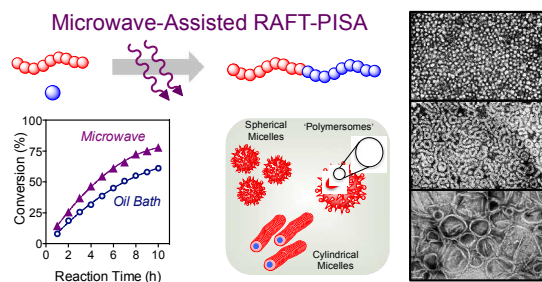 Microwave-Assisted RAFT-PISA
Conversion (%)
100
75
50
25
0
Microwave
Oil Bath
0 2 4 6 8 10
Reaction Time (h)
Spherical
Micelles
'Polymersomes'
Cylindrical
Micelles